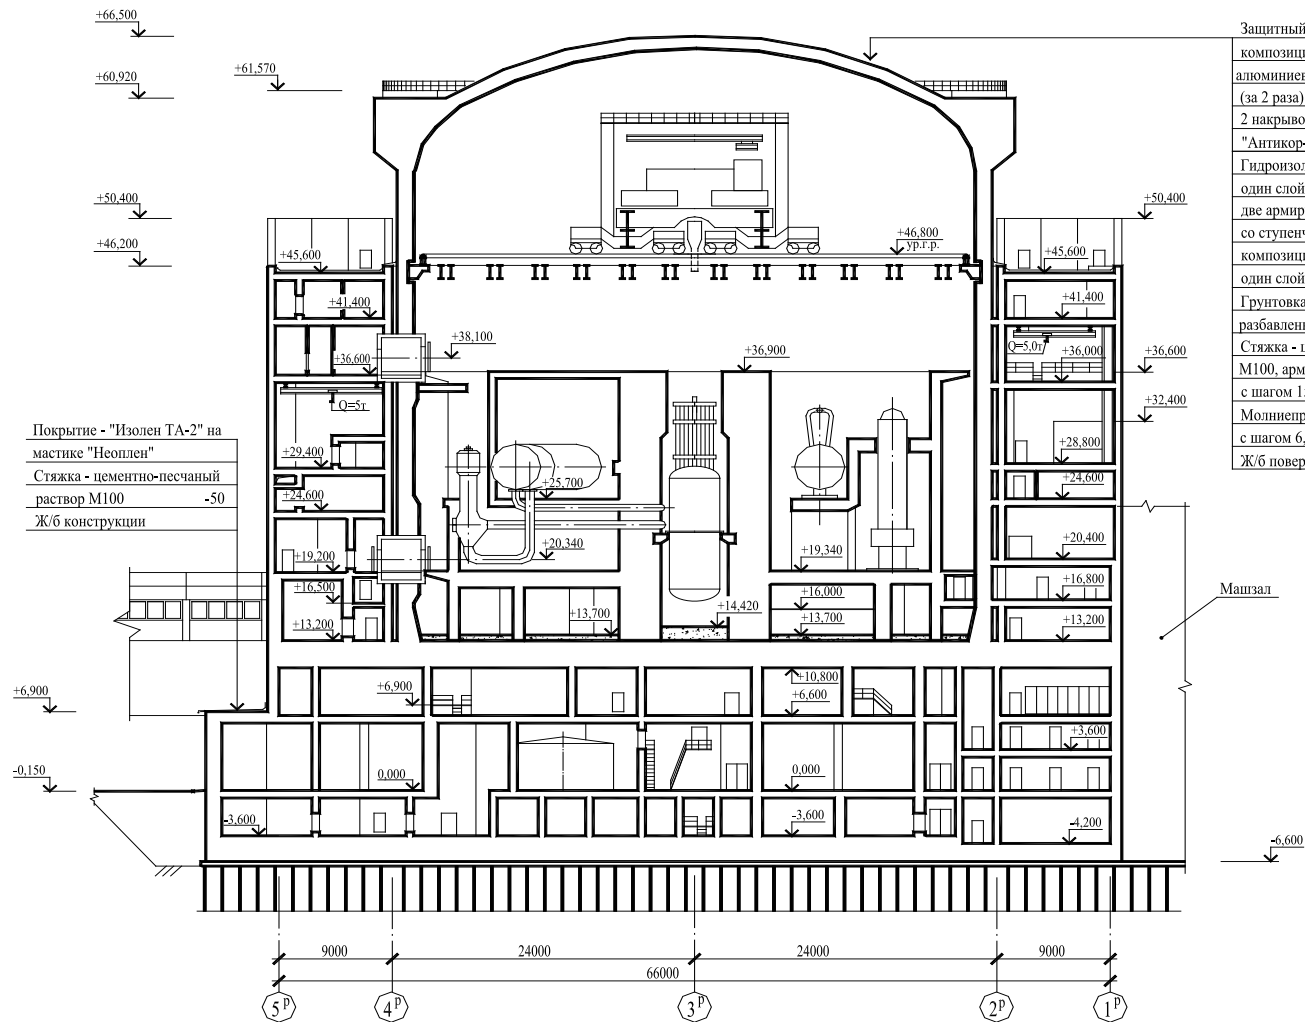 +66,500
+60,920
+61,570
+50,400
+46,200
+45,600
+41,400
+38,100
+36,600
Q=5т
+29,400
+24,600
+19,200
+16,500
+13,200
Покрытие - "Изолен ТА-2" на
мастике "Неоплен"
Стяжка - цементно-песчаный
раствор М100 -50
Ж/б конструкции
+6,900
-0,150
+46,800
ур.г.р.
+36,900
+25,700
+20,340
+19,340
+16,000
+13,700
+14,420
+13,700
+10,800
+6,900
+6,600
0,000
0,000
-3,600
-3,600
+50,400
+45,600
+41,400
Q=5,0т
+36,000
+36,600
+32,400
+28,800
+24,600
+20,400
+16,800
+13,200
+3,600
-4,200
-6,600
Машзал
Защитный
композици
алюминиев
(за 2 раза)
2 накрыво
"Антикор-
Гидроизол
один слой
две армир
со ступенч
композици
один слой
Грунтовка
разбавленн
Стяжка - ц
М100, арм
с шагом 1
Молниепр
с шагом 6,
Ж/б повер
9000 24000 24000 9000
66000
5р 4р 3р 2р 1р